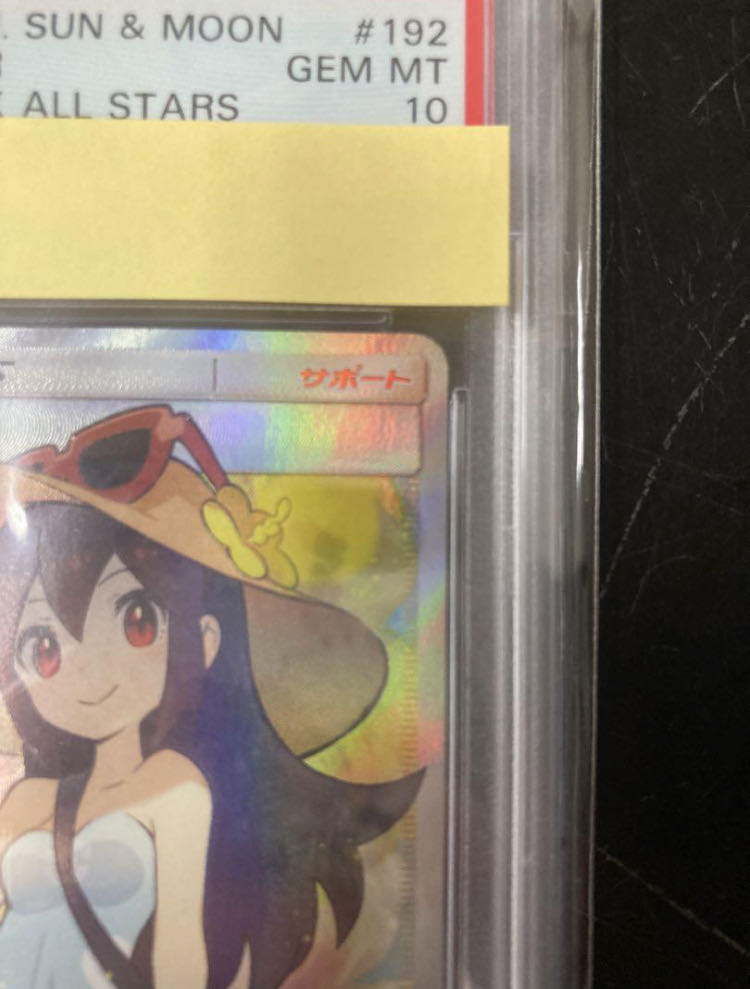 . SUN & MOON #192
GEM MT
ALL STARS 10
サポート